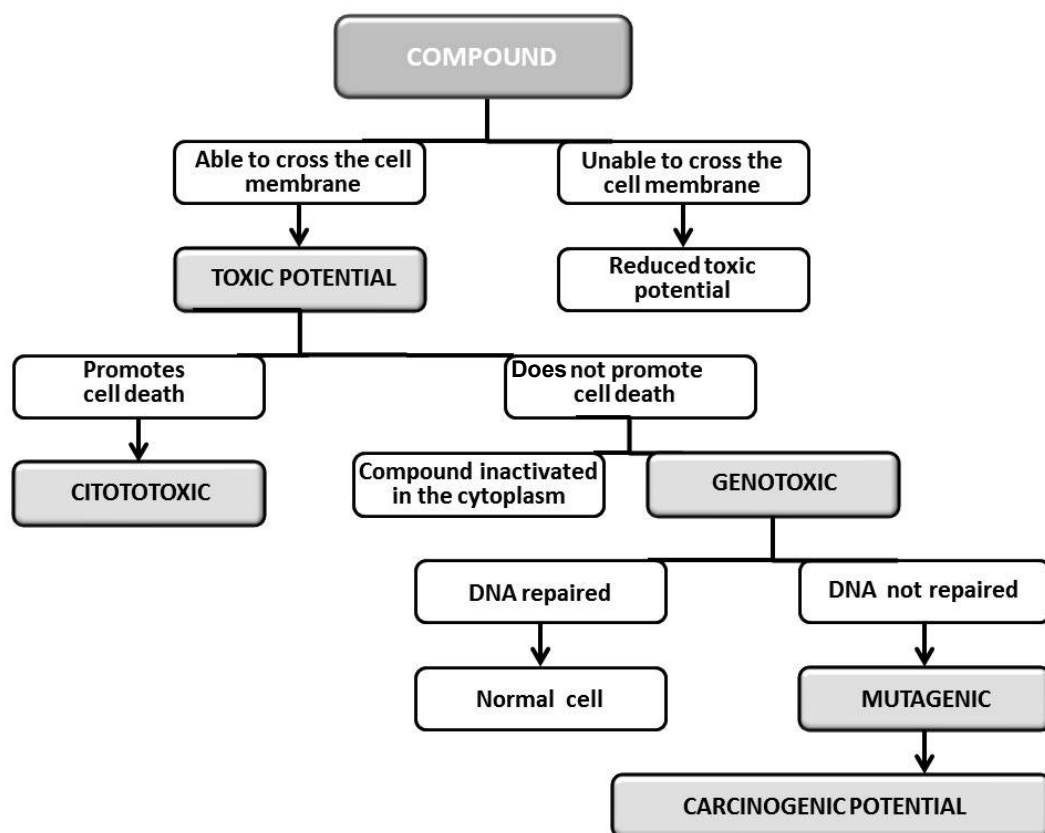 COMPOUND
Able to cross the cell
membrane
Unable to cross the
cell membrane
TOXIC POTENTIAL
Reduced toxic
potential
Promotes
cell death
Does not promote
cell death
CITOTOTOXIC
Compound inactivated
in the cytoplasm
GENOTOXIC
DNA repaired
DNA not repaired
Normal cell
MUTAGENIC
CARCINOGENIC POTENTIAL